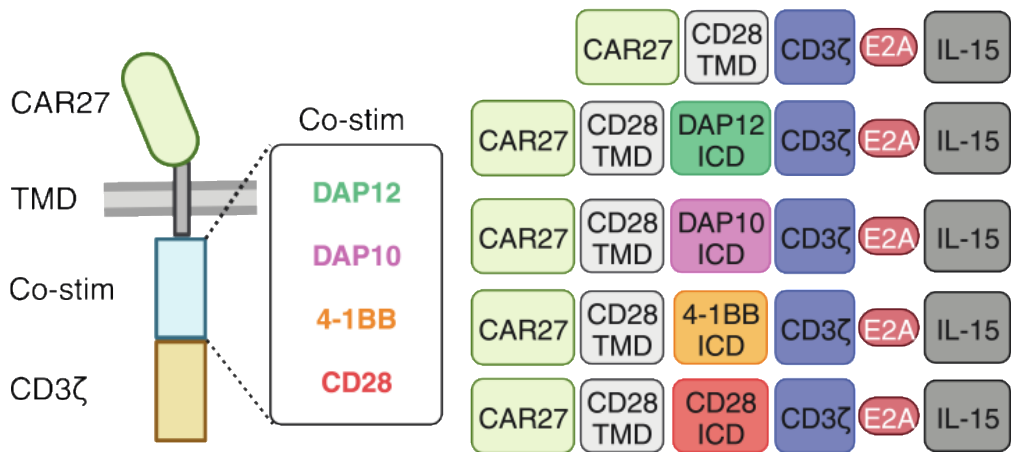 CAR27
TMD
Co-stim
CD3ζ
Co-stim
DAP12
DAP10
4-1BB
CD28
CAR27 CD28 TMD CD3ζ E2A IL-15
CAR27 CD28 TMD DAP12 ICD CD3ζ E2A IL-15
CAR27 CD28 TMD DAP10 ICD CD3ζ E2A IL-15
CAR27 CD28 TMD 4-1BB ICD CD3ζ E2A IL-15
CAR27 CD28 TMD CD28 ICD CD3ζ E2A IL-15